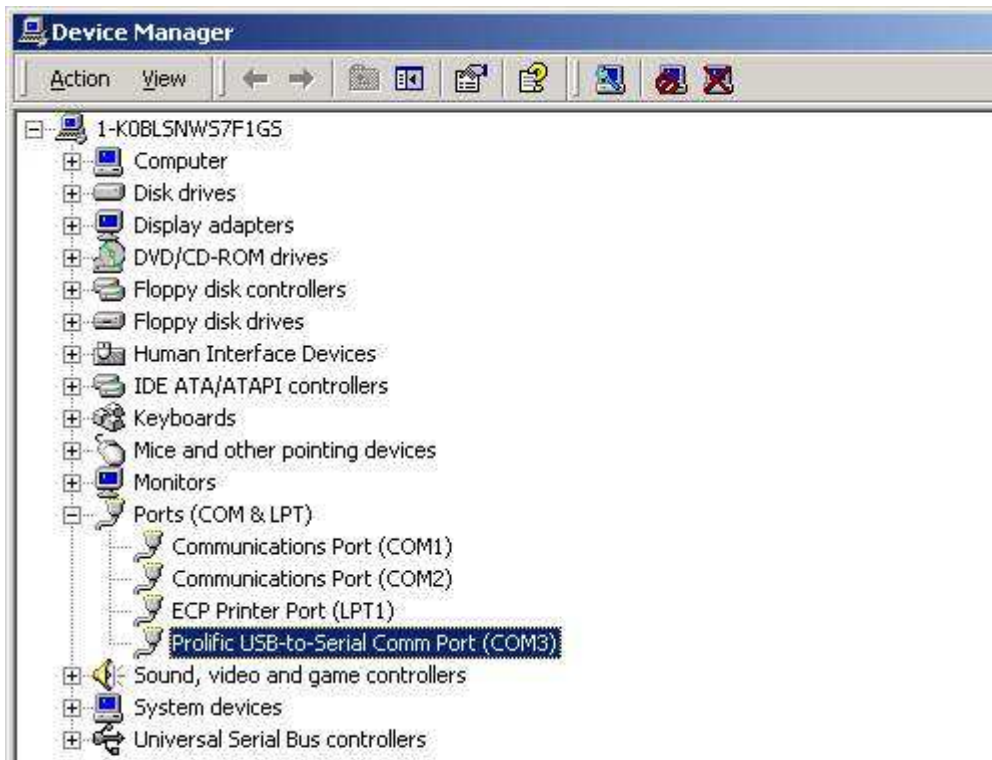 Device Manager
Action View
1-K0BLSNWS7F1GS
Computer
Disk drives
Display adapters
DVD/CD-ROM drives
Floppy disk controllers
Floppy disk drives
Human Interface Devices
IDE ATA/ATAPI controllers
Keyboards
Mice and other pointing devices
Monitors
Ports (COM & LPT)
Communications Port (COM1)
Communications Port (COM2)
ECP Printer Port (LPT1)
Prolific USB-to-Serial Comm Port (COM3)
Sound, video and game controllers
System devices
Universal Serial Bus controllers